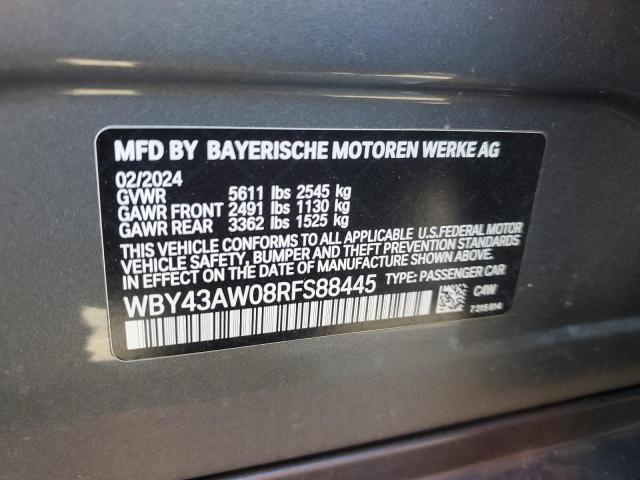 MFD BY BAYERISCHE MOTOREN WERKE AG
02/2024
GVWR 5611 lbs 2545 kg
GAWR FRONT 2491 lbs 1130 kg
GAWR REAR 3362 lbs 1525 kg
THIS VEHICLE CONFORMS TO ALL APPLICABLE U.S.FEDERAL MOTOR
VEHICLE SAFETY, BUMPER AND THEFT PREVENTION STANDARDS
IN EFFECT ON THE DATE OF MANUFACTURE SHOWN ABOVE.
WBY43AW08RFS88445 TYPE: PASSENGER CAR
C4W
7315814